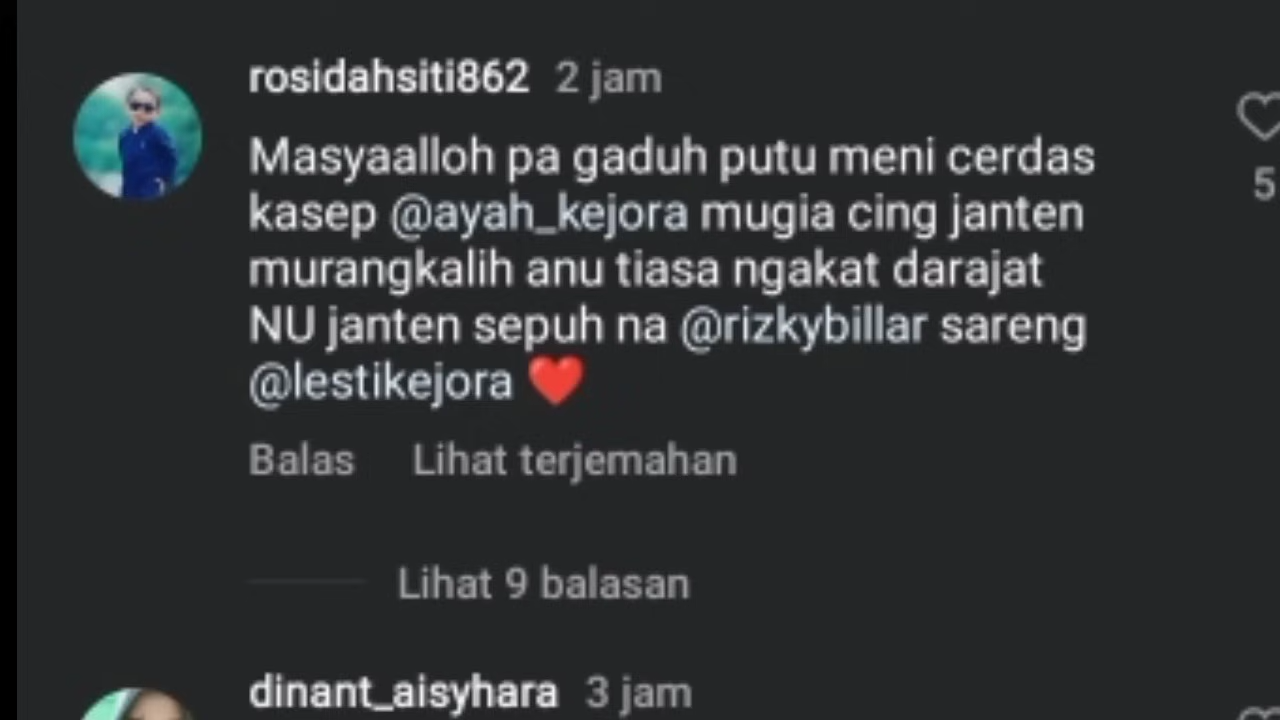 rosidahsiti862 2 jam
Masyaalloh pa gaduh putu meni cerdas
kasep @ayah_kejora mugia cing janten
murangkalih anu tiasa ngakat darajat
NU janten sepuh na @rizkybillar sareng
@lestikejora ❤️
5
Balas Lihat terjemahan
Lihat 9 balasan
dinant_aisyhara 3 jam